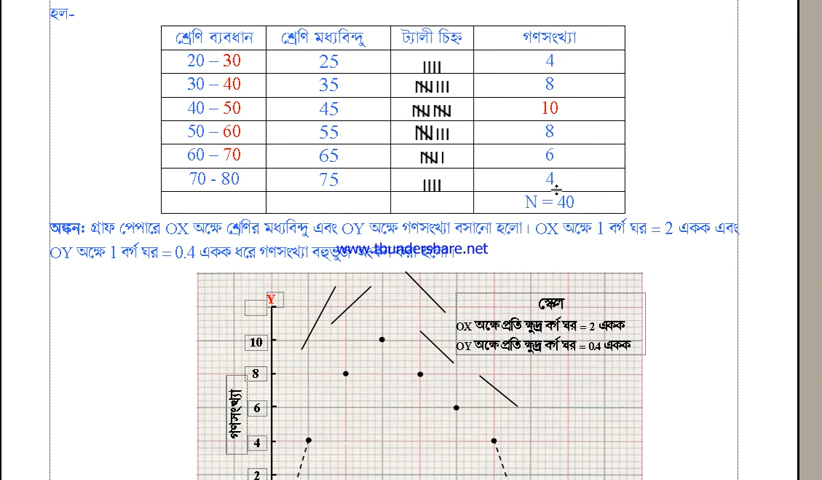 হল-
শ্রেণি ব্যবধান শ্রেণি মধ্যবিন্দু ট্যালী চিহ্ন গণসংখ্যা
20 – 30 25 4
30 – 40 35 8
40 – 50 45 10
50 – 60 55 8
60 – 70 65 6
70 - 80 75 4
N = 40
অঙ্কন: গ্রাফ পেপারে OX অক্ষে শ্রেণির মধ্যবিন্দু এবং OY অক্ষে গণসংখ্যা বসানো হলো। OX অক্ষে 1 বর্গ ঘর = 2 একক এবং
OY অক্ষে 1 বর্গ ঘর = 0.4 একক ধরে গণসংখ্যা বহুভুজ
www.thundershare.net
Y
স্কেল
OX অক্ষে প্রতি ক্ষুদ্র বর্গ ঘর = 2 একক
OY অক্ষে প্রতি ক্ষুদ্র বর্গ ঘর = 0.4 একক
10
8
6
4
2
গণসংখ্যা